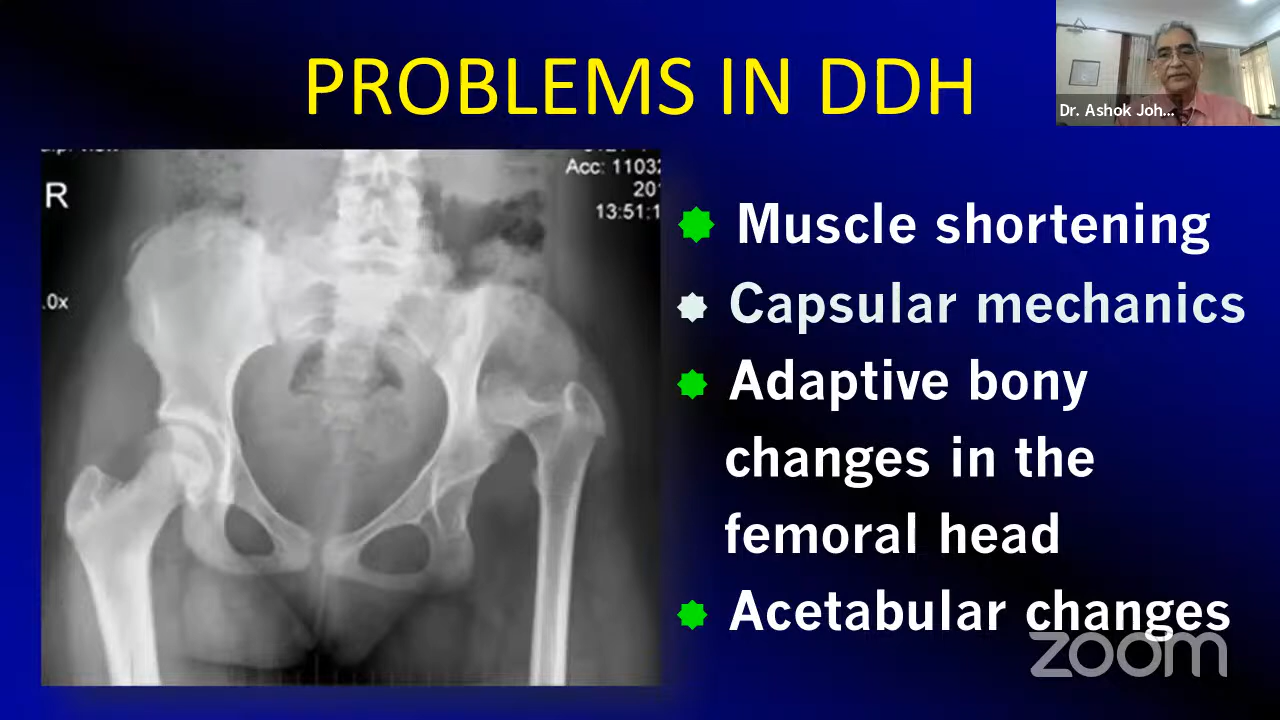 PROBLEMS IN DDH
Dr. Ashok Joh...
R
Acc: 1103
20
13:51:1
.0x
Muscle shortening
Capsular mechanics
Adaptive bony
changes in the
femoral head
Acetabular changes
zoom